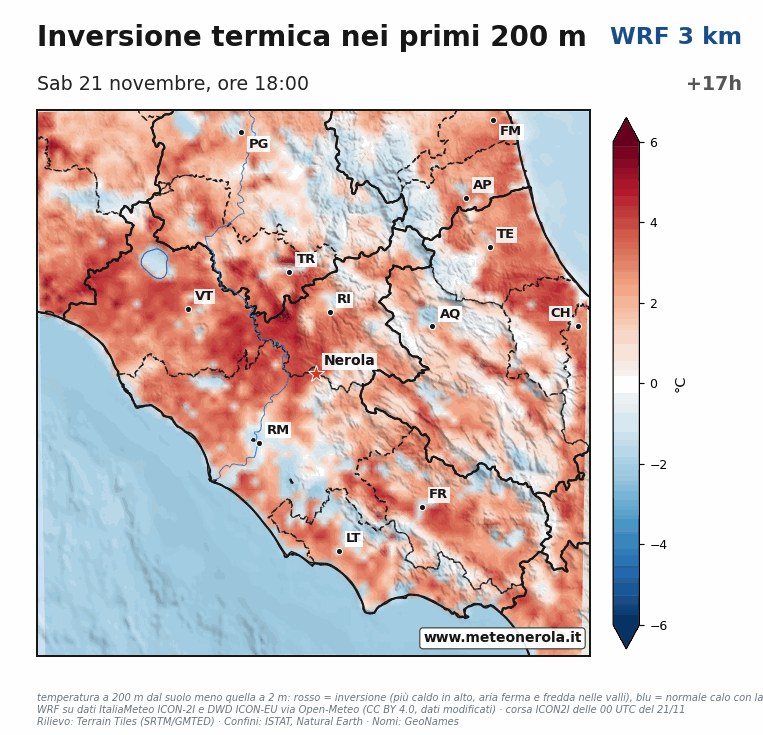 Inversione termica nei primi 200 m
WRF 3 km
Sab 21 novembre, ore 18:00
+17h
FM
PG
AP
TE
TR
VT
RI
AQ
CH
Nerola
RM
FR
LT
6
4
2
0
−2
−4
−6
°C
www.meteonerola.it
temperatura a 200 m dal suolo meno quella a 2 m: rosso = inversione (più caldo in alto, aria ferma e fredda nelle valli), blu = normale calo con la
WRF su dati ItaliaMeteo ICON-2I e DWD ICON-EU via Open-Meteo (CC BY 4.0, dati modificati) · corsa ICON2I delle 00 UTC del 21/11
Rilievo: Terrain Tiles (SRTM/GMTED) · Confini: ISTAT, Natural Earth · Nomi: GeoNames